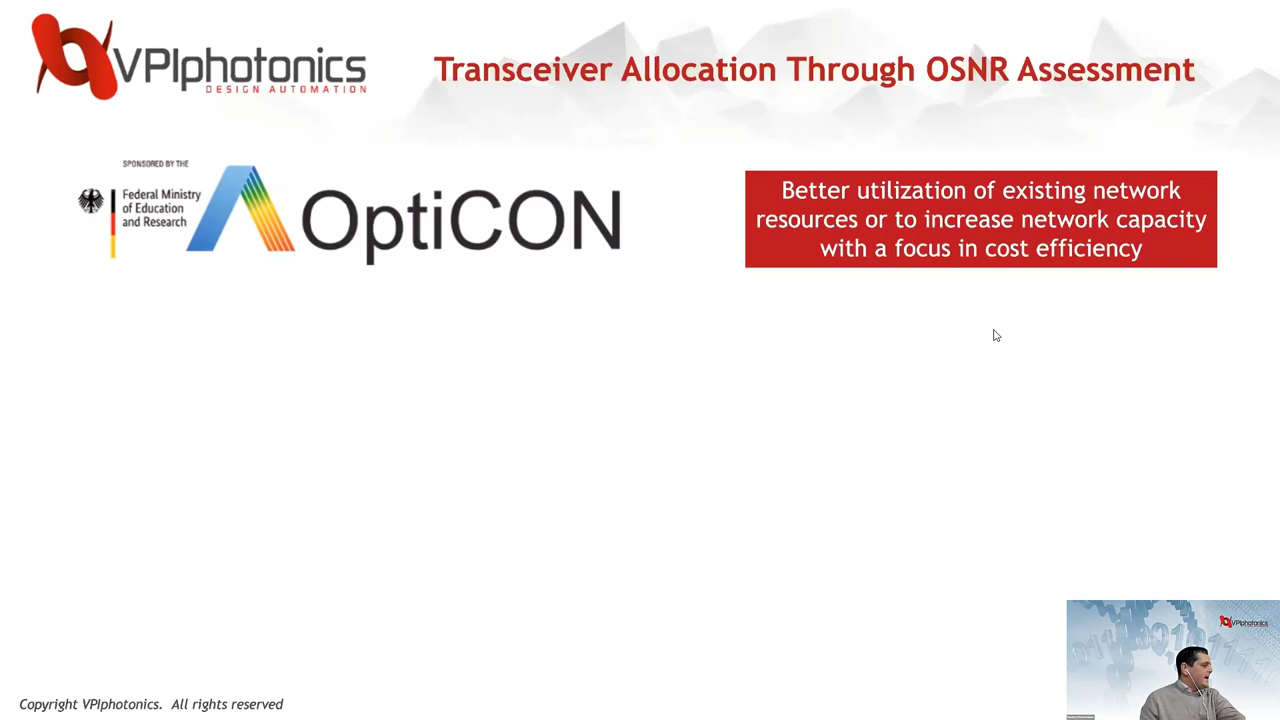 VPIphotonics
DESIGN AUTOMATION
Transceiver Allocation Through OSNR Assessment
SPONSORED BY THE
Federal Ministry
of Education
and Research
OptiCON
Better utilization of existing network
resources or to increase network capacity
with a focus in cost efficiency
VPIphotonics
Copyright VPIphotonics. All rights reserved